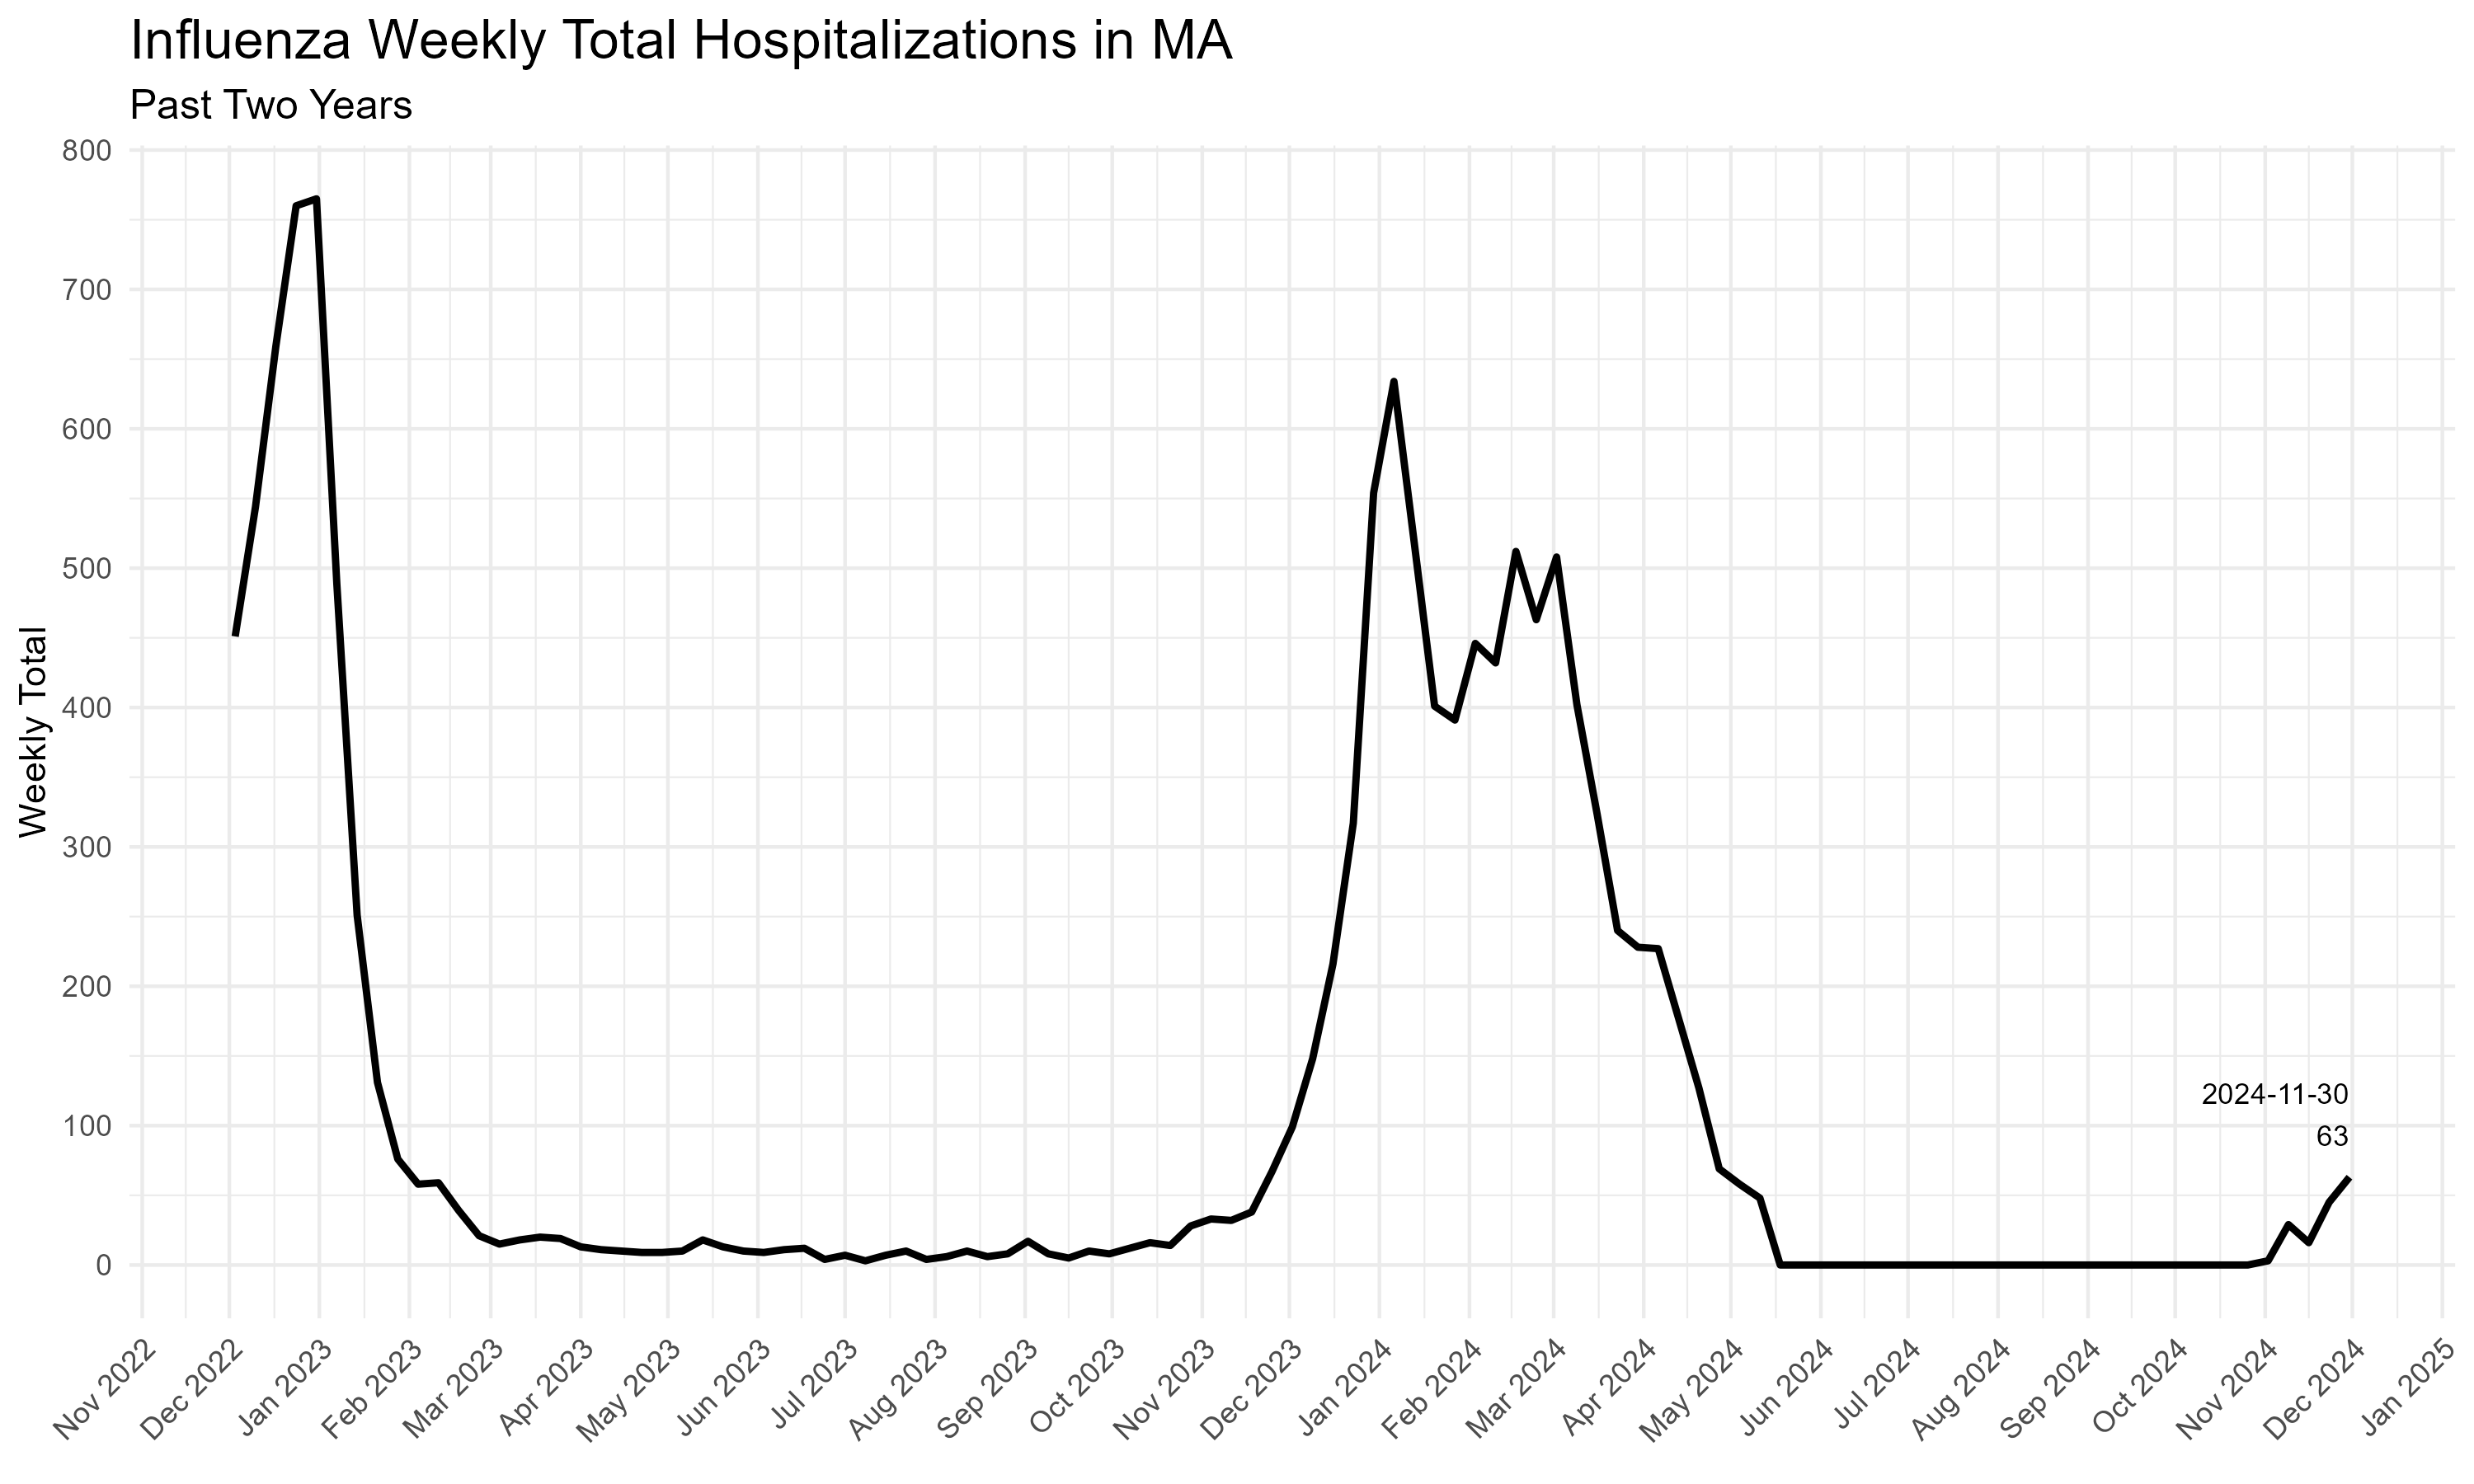 Influenza Weekly Total Hospitalizations in MA
Past Two Years
Weekly Total
800
700
600
500
400
300
200
100
0
2024-11-30
63
Nov 2022
Dec 2022
Jan 2023
Feb 2023
Mar 2023
Apr 2023
May 2023
Jun 2023
Jul 2023
Aug 2023
Sep 2023
Oct 2023
Nov 2023
Dec 2023
Jan 2024
Feb 2024
Mar 2024
Apr 2024
May 2024
Jun 2024
Jul 2024
Aug 2024
Sep 2024
Oct 2024
Nov 2024
Dec 2024
Jan 2025